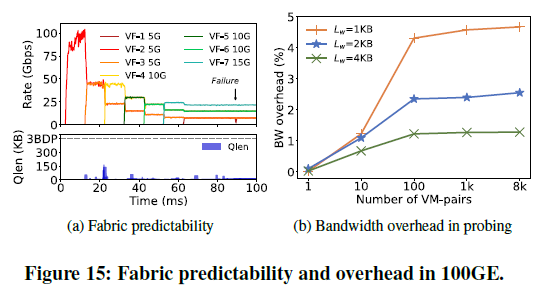 Rate (Gbps)
100
75
50
25
0
VF-1 5G
VF-2 5G
VF-3 5G
VF-4 10G
VF-5 10G
VF-6 10G
VF-7 15G
Failure
Qlen (KB)
3BDP
300
150
0
Qlen
0 20 40 60 80 100
Time (ms)
(a) Fabric predictability
BW overhead (%)
5
4
3
2
1
0
Lw=1KB
Lw=2KB
Lw=4KB
1 10 100 1k 8k
Number of VM-pairs
(b) Bandwidth overhead in probing
Figure 15: Fabric predictability and overhead in 100GE.